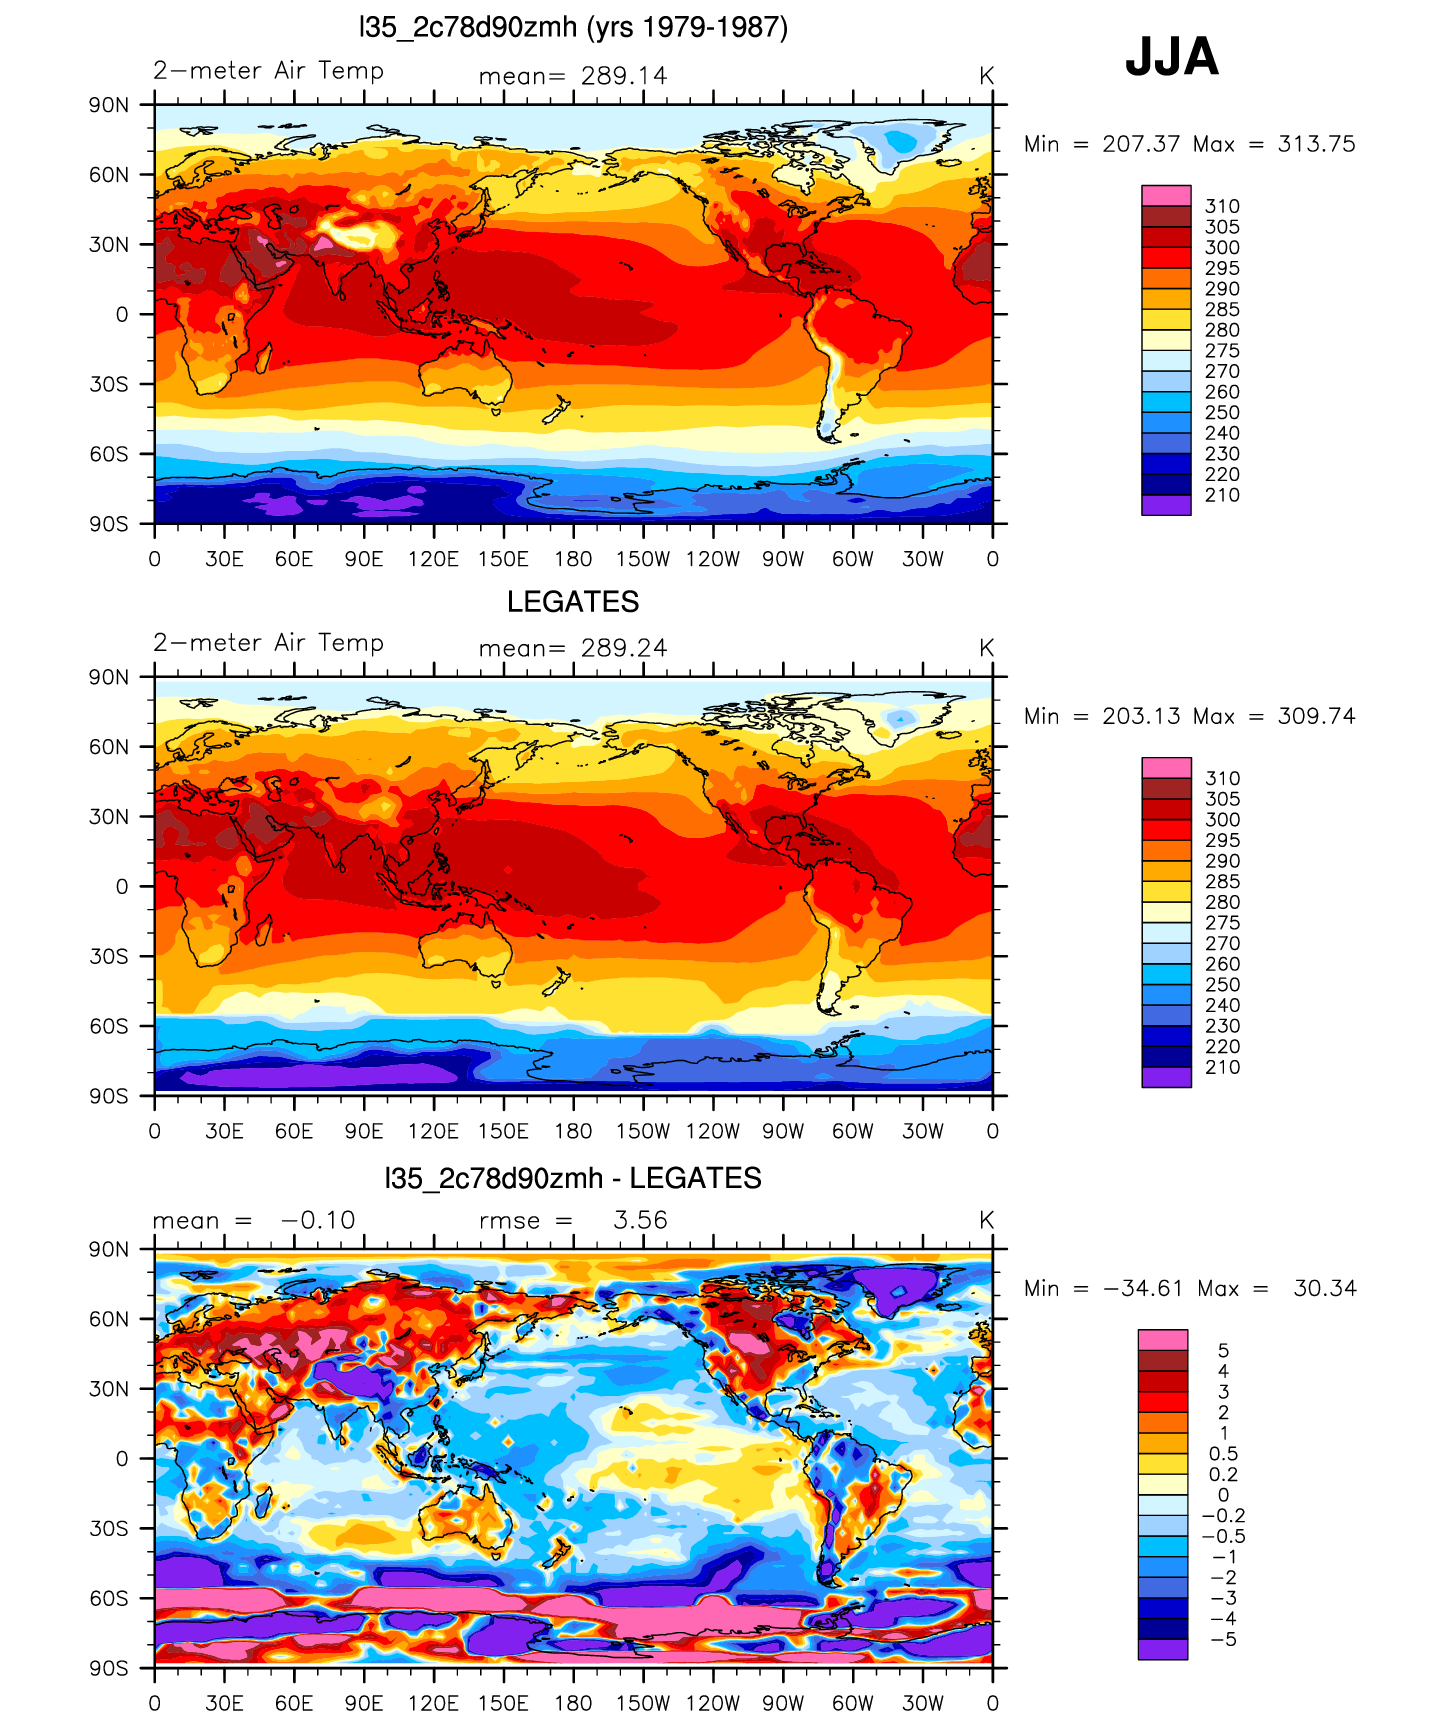 l35_2c78d90zmh (yrs 1979-1987)
JJA
2-meter Air Temp mean= 289.14 K
Min = 207.37 Max = 313.75
90N
60N
30N
0
30S
60S
90S
0 30E 60E 90E 120E 150E 180 150W 120W 90W 60W 30W 0
310
305
300
295
290
285
280
275
270
260
250
240
230
220
210
LEGATES
2-meter Air Temp mean= 289.24 K
Min = 203.13 Max = 309.74
90N
60N
30N
0
30S
60S
90S
0 30E 60E 90E 120E 150E 180 150W 120W 90W 60W 30W 0
310
305
300
295
290
285
280
275
270
260
250
240
230
220
210
l35_2c78d90zmh - LEGATES
mean = -0.10 rmse = 3.56 K
Min = -34.61 Max = 30.34
90N
60N
30N
0
30S
60S
90S
0 30E 60E 90E 120E 150E 180 150W 120W 90W 60W 30W 0
5
4
3
2
1
0.5
0.2
0
-0.2
-0.5
-1
-2
-3
-4
-5